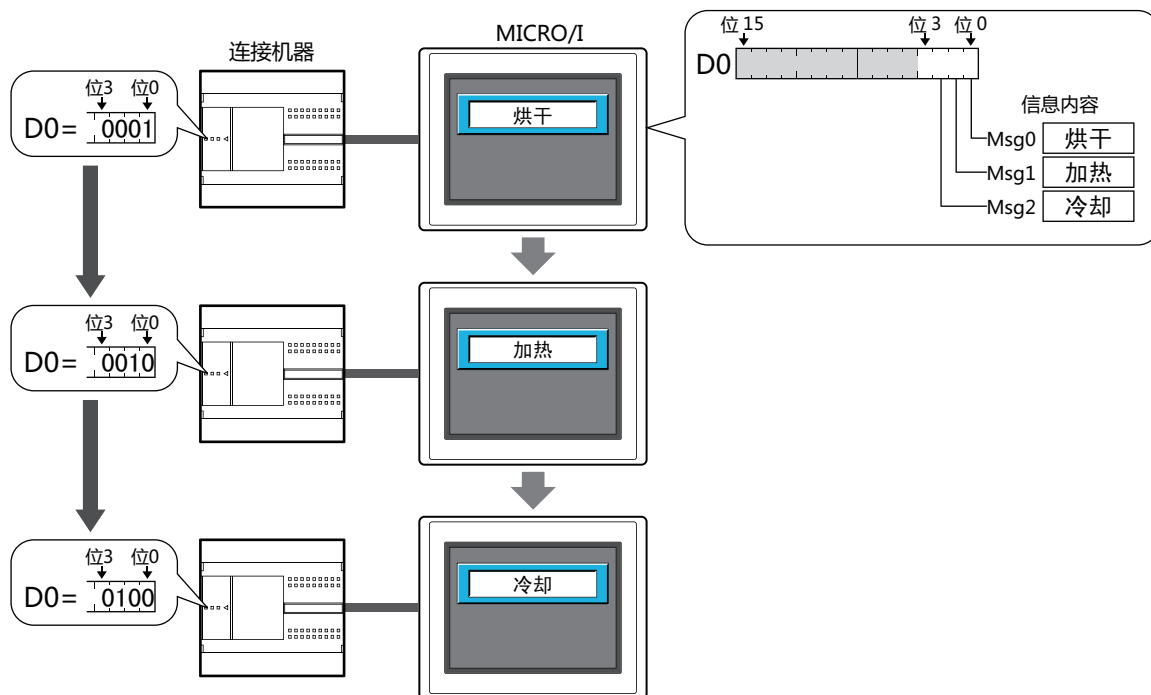 连接机器
MICRO/I
位3 位0
D0= 0001
烘干
位15 位3 位0
D0
信息内容
Msg0 烘干
Msg1 加热
Msg2 冷却
位3 位0
D0= 0010
加热
位3 位0
D0= 0100
冷却